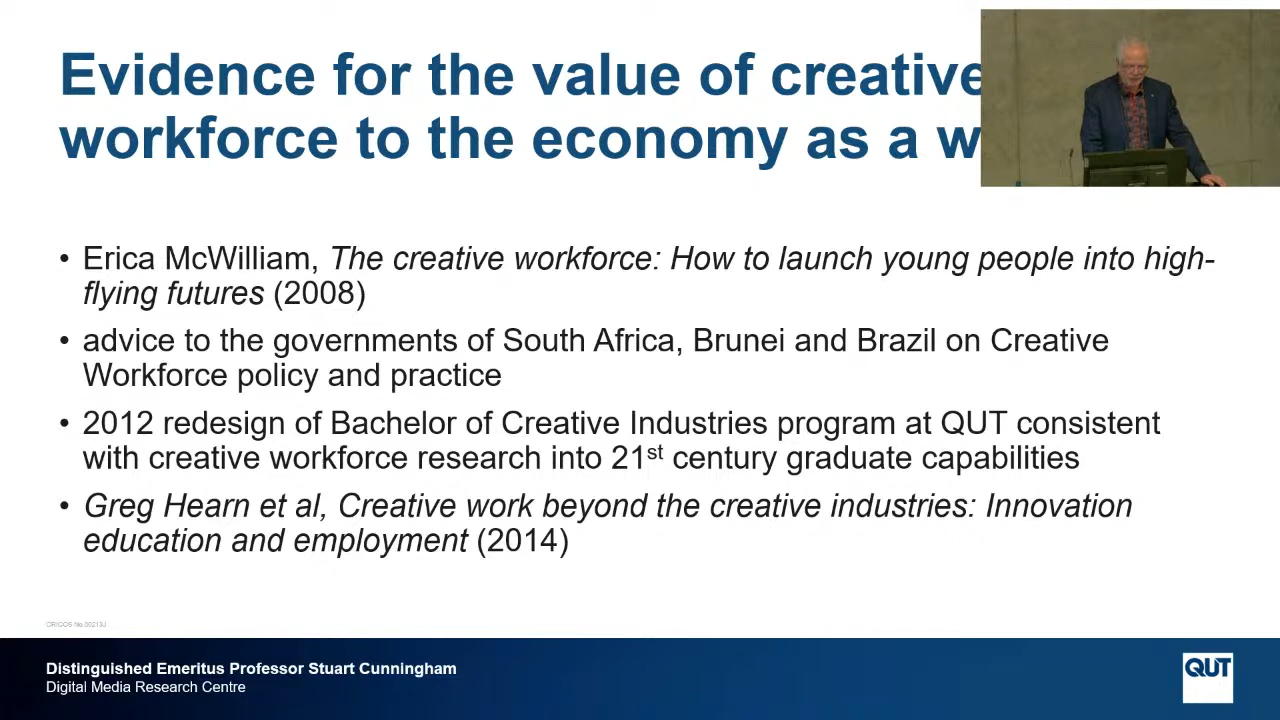 Evidence for the value of creative
workforce to the economy as a w
• Erica McWilliam, The creative workforce: How to launch young people into high-
flying futures (2008)
• advice to the governments of South Africa, Brunei and Brazil on Creative
Workforce policy and practice
• 2012 redesign of Bachelor of Creative Industries program at QUT consistent
with creative workforce research into 21st century graduate capabilities
• Greg Hearn et al, Creative work beyond the creative industries: Innovation
education and employment (2014)
CRICOS No.00213J
Distinguished Emeritus Professor Stuart Cunningham
Digital Media Research Centre
QUT